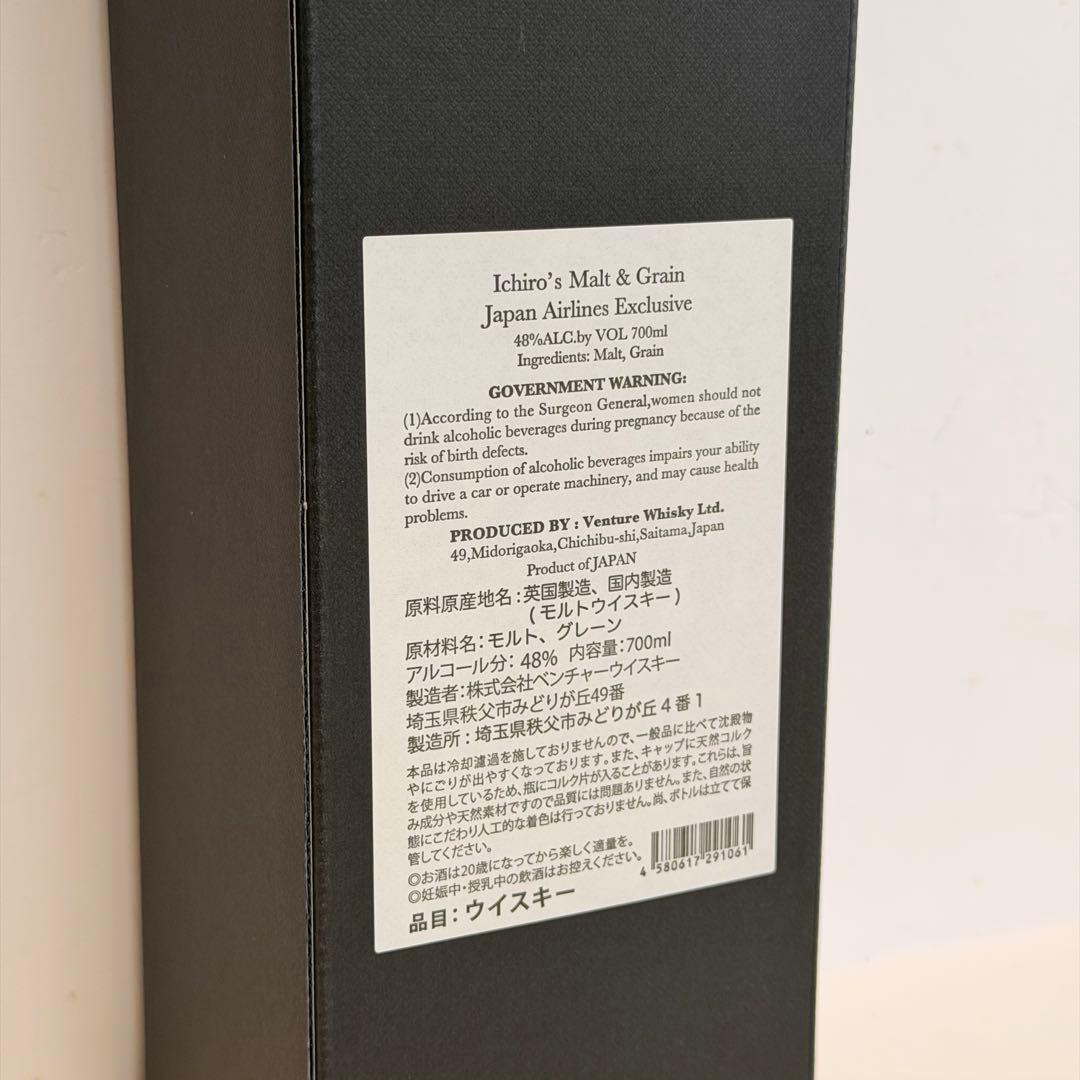 Ichiro's Malt & Grain
Japan Airlines Exclusive
48%ALC.by VOL 700ml
Ingredients: Malt, Grain
GOVERNMENT WARNING:
(1)According to the Surgeon General,women should not
drink alcoholic beverages during pregnancy because of the
risk of birth defects.
(2)Consumption of alcoholic beverages impairs your ability
to drive a car or operate machinery, and may cause health
problems.
PRODUCED BY : Venture Whisky Ltd.
49,Midorigaoka,Chichibu-shi,Saitama,Japan
Product of JAPAN
原料原産地名:英国製造、国内製造
(モルトウイスキー)
原材料名:モルト、グレーン
アルコール分:48% 内容量:700ml
製造者:株式会社ベンチャーウイスキー
埼玉県秩父市みどりが丘49番
製造所:埼玉県秩父市みどりが丘4番1
本品は冷却濾過を施しておりませんので、一般品に比べて沈殿物
やにごりが出やすくなっております。また、キャップに天然コルク
を使用しているため、瓶にコルク片が入ることがあります。これらは、旨
み成分や天然素材ですので品質には問題ありません。また、自然の状
態にこだわり人工的な着色は行っておりません。尚、ボトルは立てて保
管してください。
◎お酒は20歳になってから楽しく適量を。
◎妊娠中・授乳中の飲酒はお控えください。
4 580617 291061
品目:ウイスキー